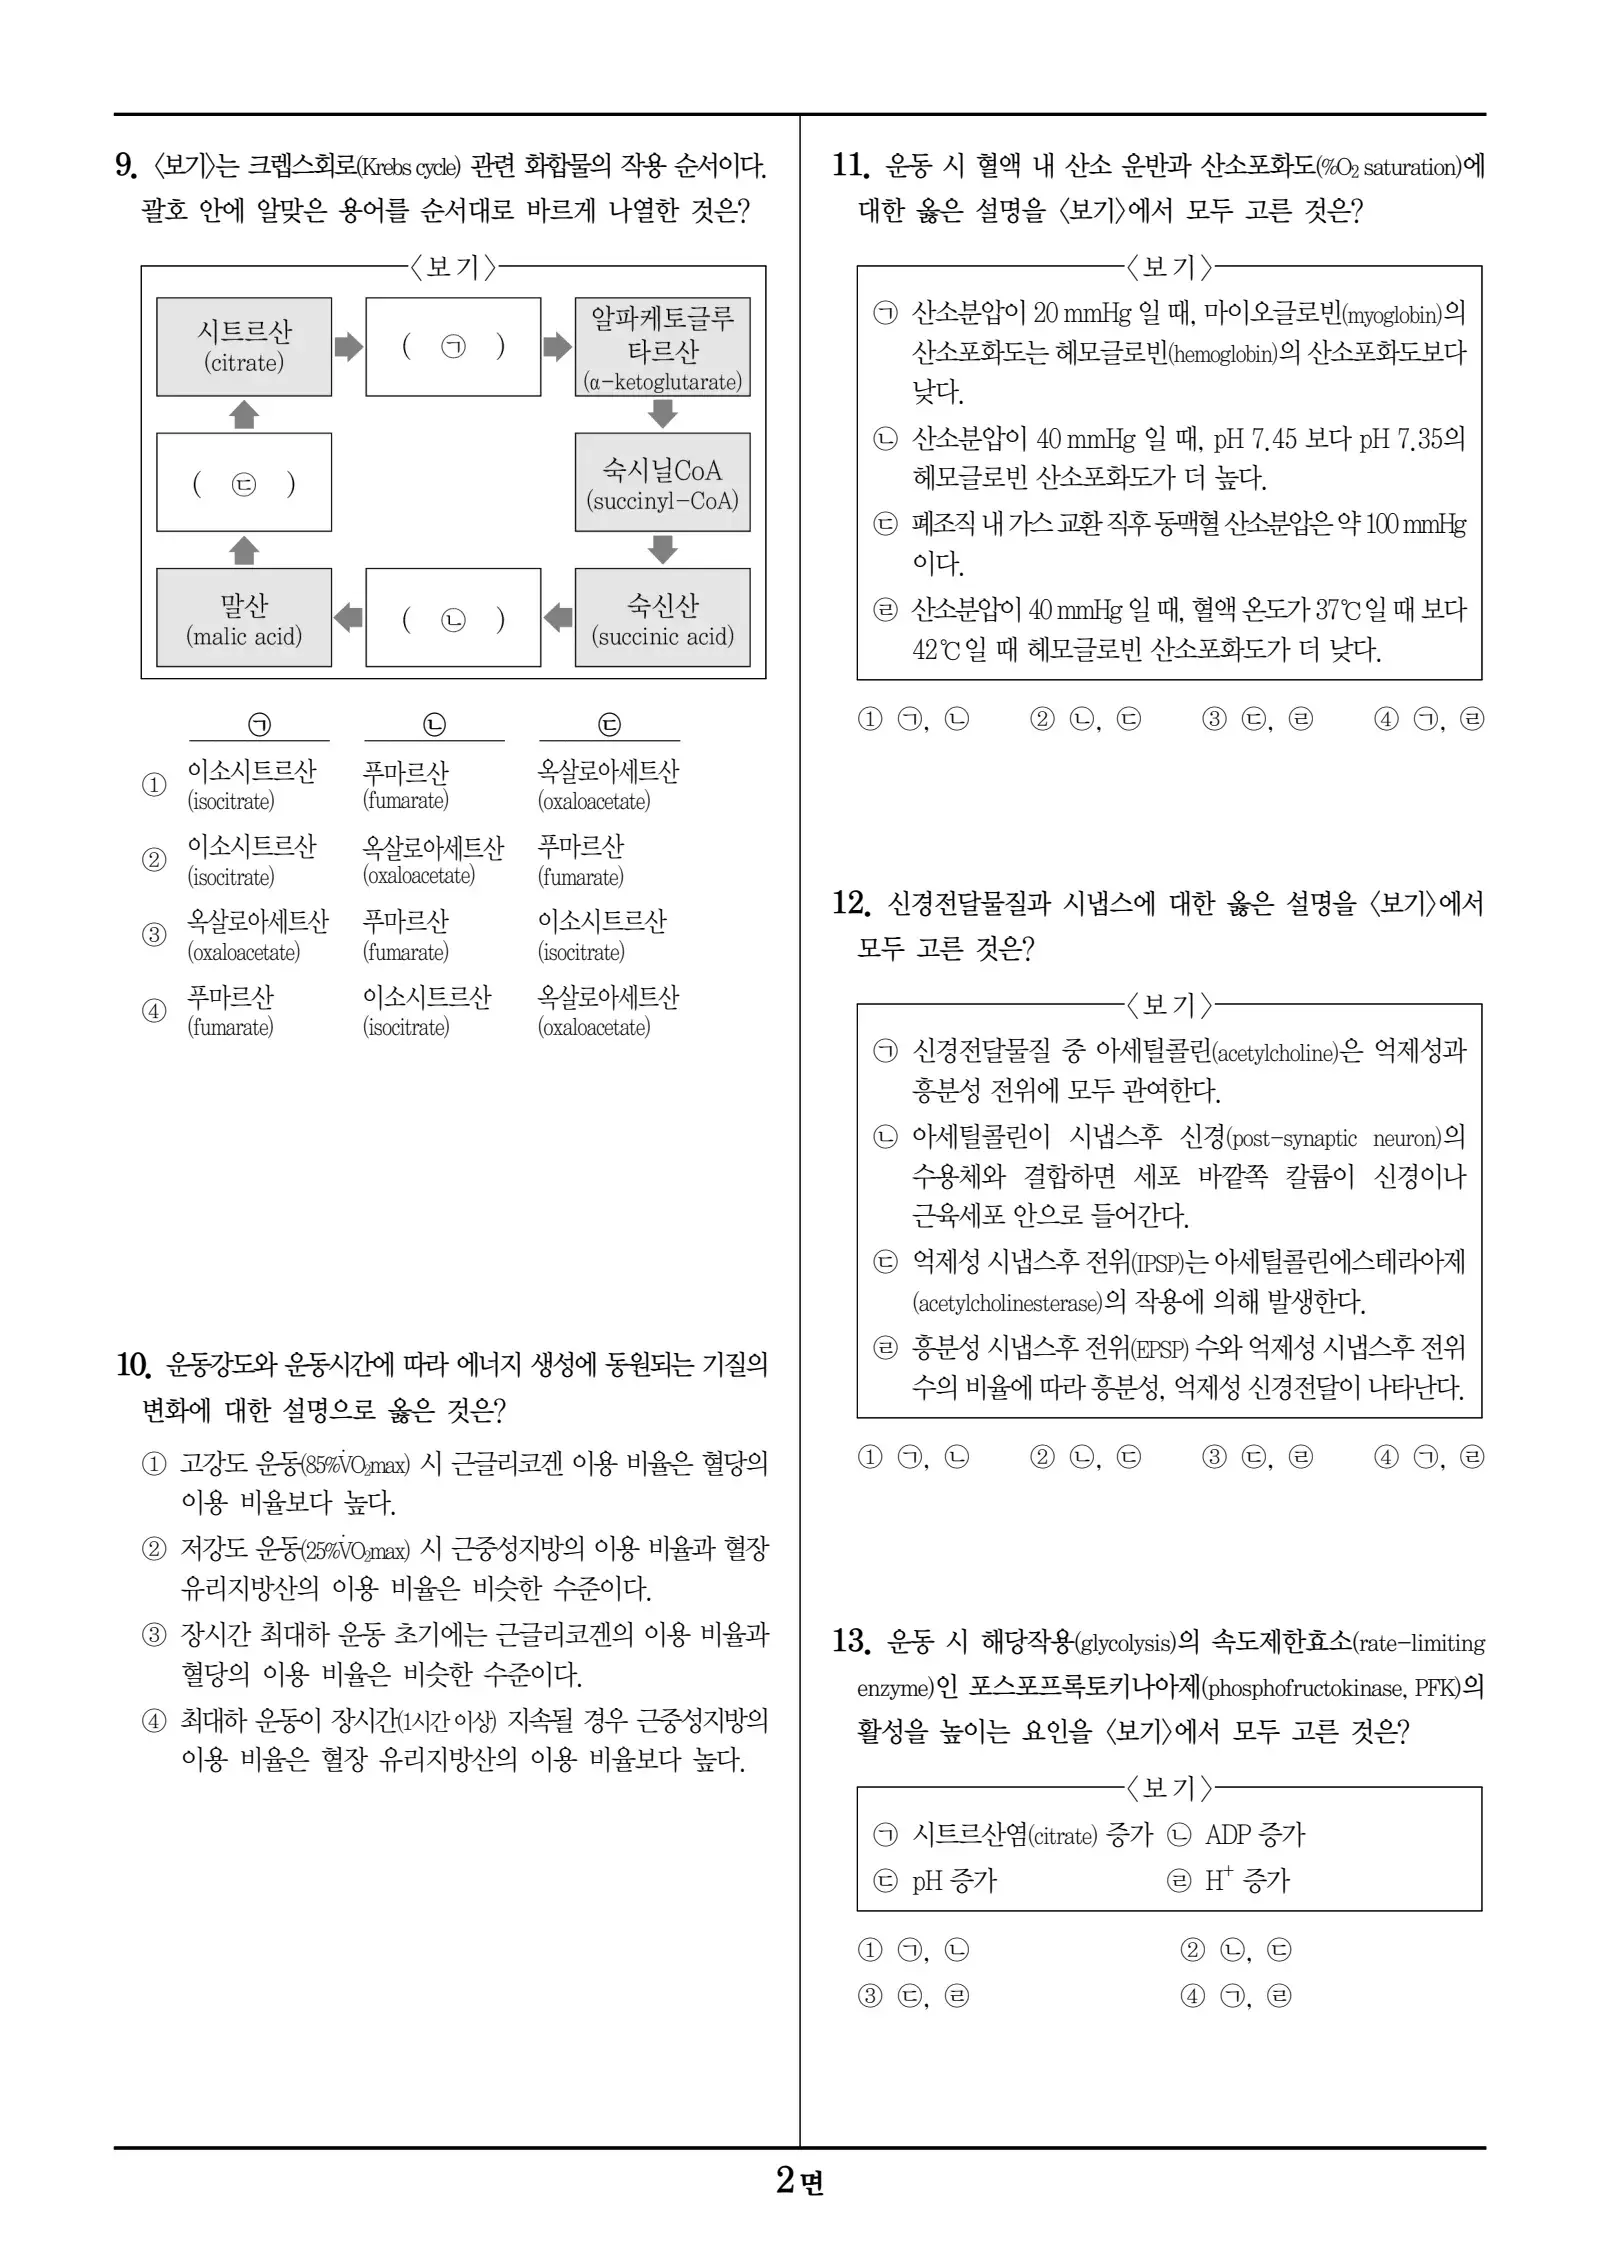 9. 〈보기〉는 크렙스회로(Krebs cycle) 관련 화합물의 작용 순서이다.
괄호 안에 알맞은 용어를 순서대로 바르게 나열한 것은?
〈보 기〉
시트르산
(citrate)
( ㉠ )
알파케토글루
타르산
(α-ketoglutarate)
( ㉢ )
숙시닐CoA
(succinyl-CoA)
말산
(malic acid)
( ㉡ )
숙신산
(succinic acid)
㉠ ㉡ ㉢
① 이소시트르산 푸마르산 옥살로아세트산
(isocitrate) (fumarate) (oxaloacetate)
② 이소시트르산 옥살로아세트산 푸마르산
(isocitrate) (oxaloacetate) (fumarate)
③ 옥살로아세트산 푸마르산 이소시트르산
(oxaloacetate) (fumarate) (isocitrate)
④ 푸마르산 이소시트르산 옥살로아세트산
(fumarate) (isocitrate) (oxaloacetate)
10. 운동강도와 운동시간에 따라 에너지 생성에 동원되는 기질의
변화에 대한 설명으로 옳은 것은?
① 고강도 운동(85%V̇O₂max) 시 근글리코겐 이용 비율은 혈당의
이용 비율보다 높다.
② 저강도 운동(25%V̇O₂max) 시 근중성지방의 이용 비율과 혈장
유리지방산의 이용 비율은 비슷한 수준이다.
③ 장시간 최대하 운동 초기에는 근글리코겐의 이용 비율과
혈당의 이용 비율은 비슷한 수준이다.
④ 최대하 운동이 장시간(1시간 이상) 지속될 경우 근중성지방의
이용 비율은 혈장 유리지방산의 이용 비율보다 높다.
11. 운동 시 혈액 내 산소 운반과 산소포화도(%O₂ saturation)에
대한 옳은 설명을 〈보기〉에서 모두 고른 것은?
〈보 기〉
㉠ 산소분압이 20 mmHg 일 때, 마이오글로빈(myoglobin)의
산소포화도는 헤모글로빈(hemoglobin)의 산소포화도보다
낮다.
㉡ 산소분압이 40 mmHg 일 때, pH 7.45 보다 pH 7.35의
헤모글로빈 산소포화도가 더 높다.
㉢ 폐조직 내 가스 교환 직후 동맥혈 산소분압은 약 100 mmHg
이다.
㉣ 산소분압이 40 mmHg 일 때, 혈액 온도가 37℃일 때 보다
42℃일 때 헤모글로빈 산소포화도가 더 낮다.
① ㉠, ㉡ ② ㉡, ㉢ ③ ㉢, ㉣ ④ ㉠, ㉣
12. 신경전달물질과 시냅스에 대한 옳은 설명을 〈보기〉에서
모두 고른 것은?
〈보 기〉
㉠ 신경전달물질 중 아세틸콜린(acetylcholine)은 억제성과
흥분성 전위에 모두 관여한다.
㉡ 아세틸콜린이 시냅스후 신경(post-synaptic neuron)의
수용체와 결합하면 세포 바깥쪽 칼륨이 신경이나
근육세포 안으로 들어간다.
㉢ 억제성 시냅스후 전위(IPSP)는 아세틸콜린에스테라아제
(acetylcholinesterase)의 작용에 의해 발생한다.
㉣ 흥분성 시냅스후 전위(EPSP) 수와 억제성 시냅스후 전위
수의 비율에 따라 흥분성, 억제성 신경전달이 나타난다.
① ㉠, ㉡ ② ㉡, ㉢ ③ ㉢, ㉣ ④ ㉠, ㉣
13. 운동 시 해당작용(glycolysis)의 속도제한효소(rate-limiting
enzyme)인 포스포프록토키나아제(phosphofructokinase, PFK)의
활성을 높이는 요인을 〈보기〉에서 모두 고른 것은?
〈보 기〉
㉠ 시트르산염(citrate) 증가 ㉡ ADP 증가
㉢ pH 증가 ㉣ H⁺ 증가
① ㉠, ㉡ ② ㉡, ㉢
③ ㉢, ㉣ ④ ㉠, ㉣
2면